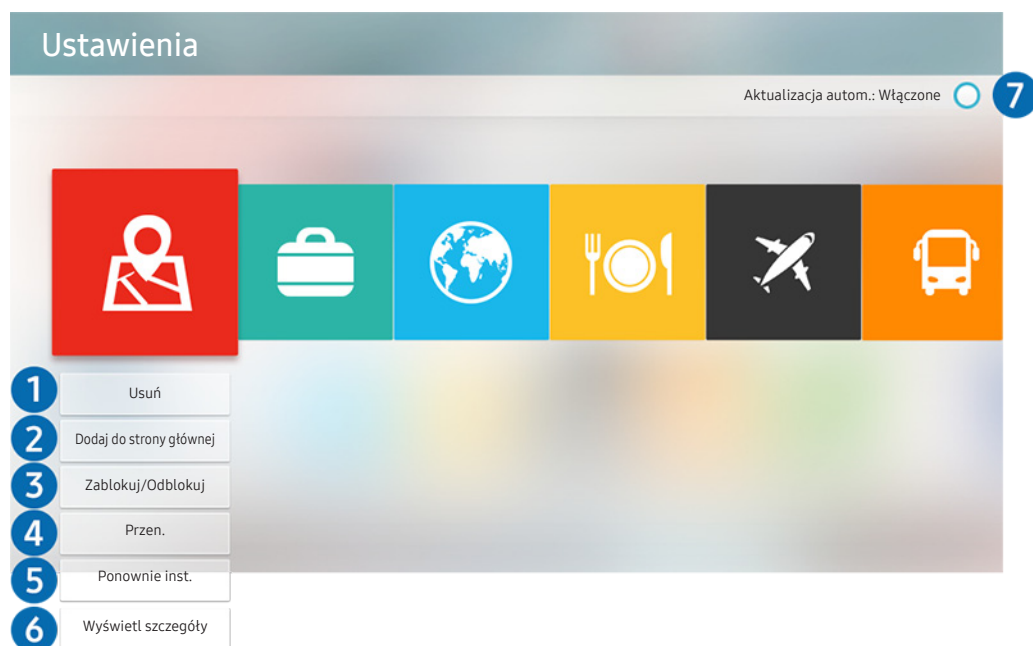 Ustawienia
Aktualizacja autom.: Włączone
7
1 Usuń
2 Dodaj do strony głównej
3 Zablokuj/Odblokuj
4 Przen.
5 Ponownie inst.
6 Wyświetl szczegóły